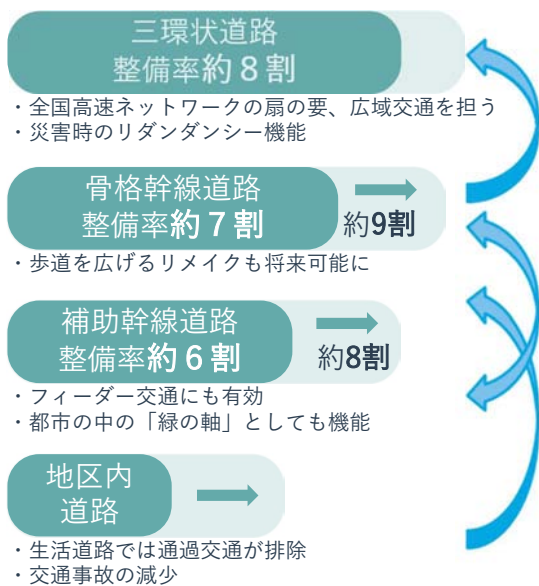 三環状道路
整備率約８割
・全国高速ネットワークの扇の要、広域交通を担う
・災害時のリダンダンシー機能
骨格幹線道路
整備率約７割
約9割
・歩道を広げるリメイクも将来可能に
補助幹線道路
整備率約６割
約8割
・フィーダー交通にも有効
・都市の中の「緑の軸」としても機能
地区内
道路
・生活道路では通過交通が排除
・交通事故の減少